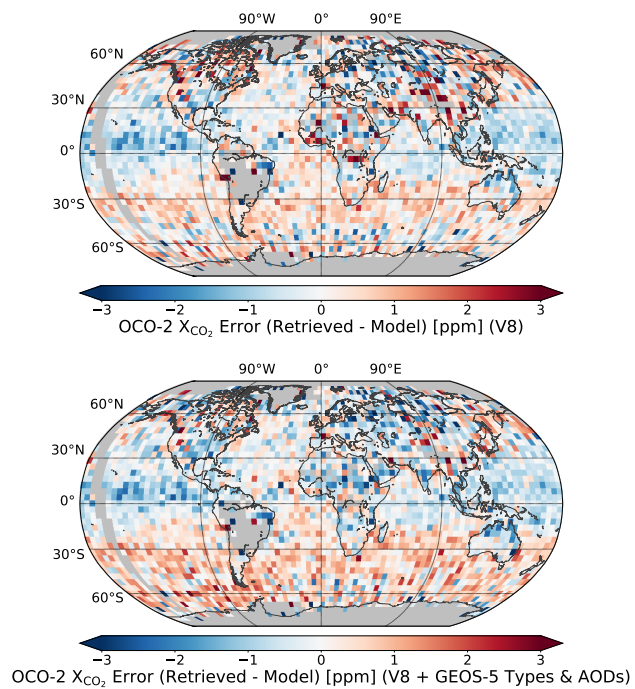 90°W 0° 90°E
60°N
30°N
0°
30°S
60°S
−3 −2 −1 0 1 2 3
OCO-2 X_CO₂ Error (Retrieved - Model) [ppm] (V8)
90°W 0° 90°E
60°N
30°N
0°
30°S
60°S
−3 −2 −1 0 1 2 3
OCO-2 X_CO₂ Error (Retrieved - Model) [ppm] (V8 + GEOS-5 Types & AODs)